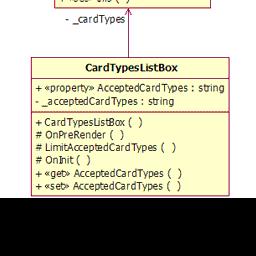 - _cardTypes
CardTypesListBox
+ «property» AcceptedCardTypes : string
- _acceptedCardTypes : string
+ CardTypesListBox ( )
# OnPreRender ( )
# LimitAcceptedCardTypes ( )
# OnInit ( )
+ «get» AcceptedCardTypes ( )
+ «set» AcceptedCardTypes ( )